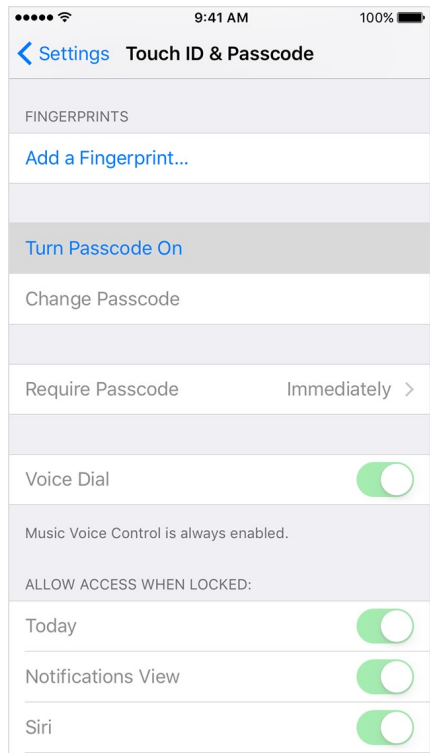 9:41 AM
100%
Settings
Touch ID & Passcode
FINGERPRINTS
Add a Fingerprint...
Turn Passcode On
Change Passcode
Require Passcode Immediately
Voice Dial
Music Voice Control is always enabled.
ALLOW ACCESS WHEN LOCKED:
Today
Notifications View
Siri